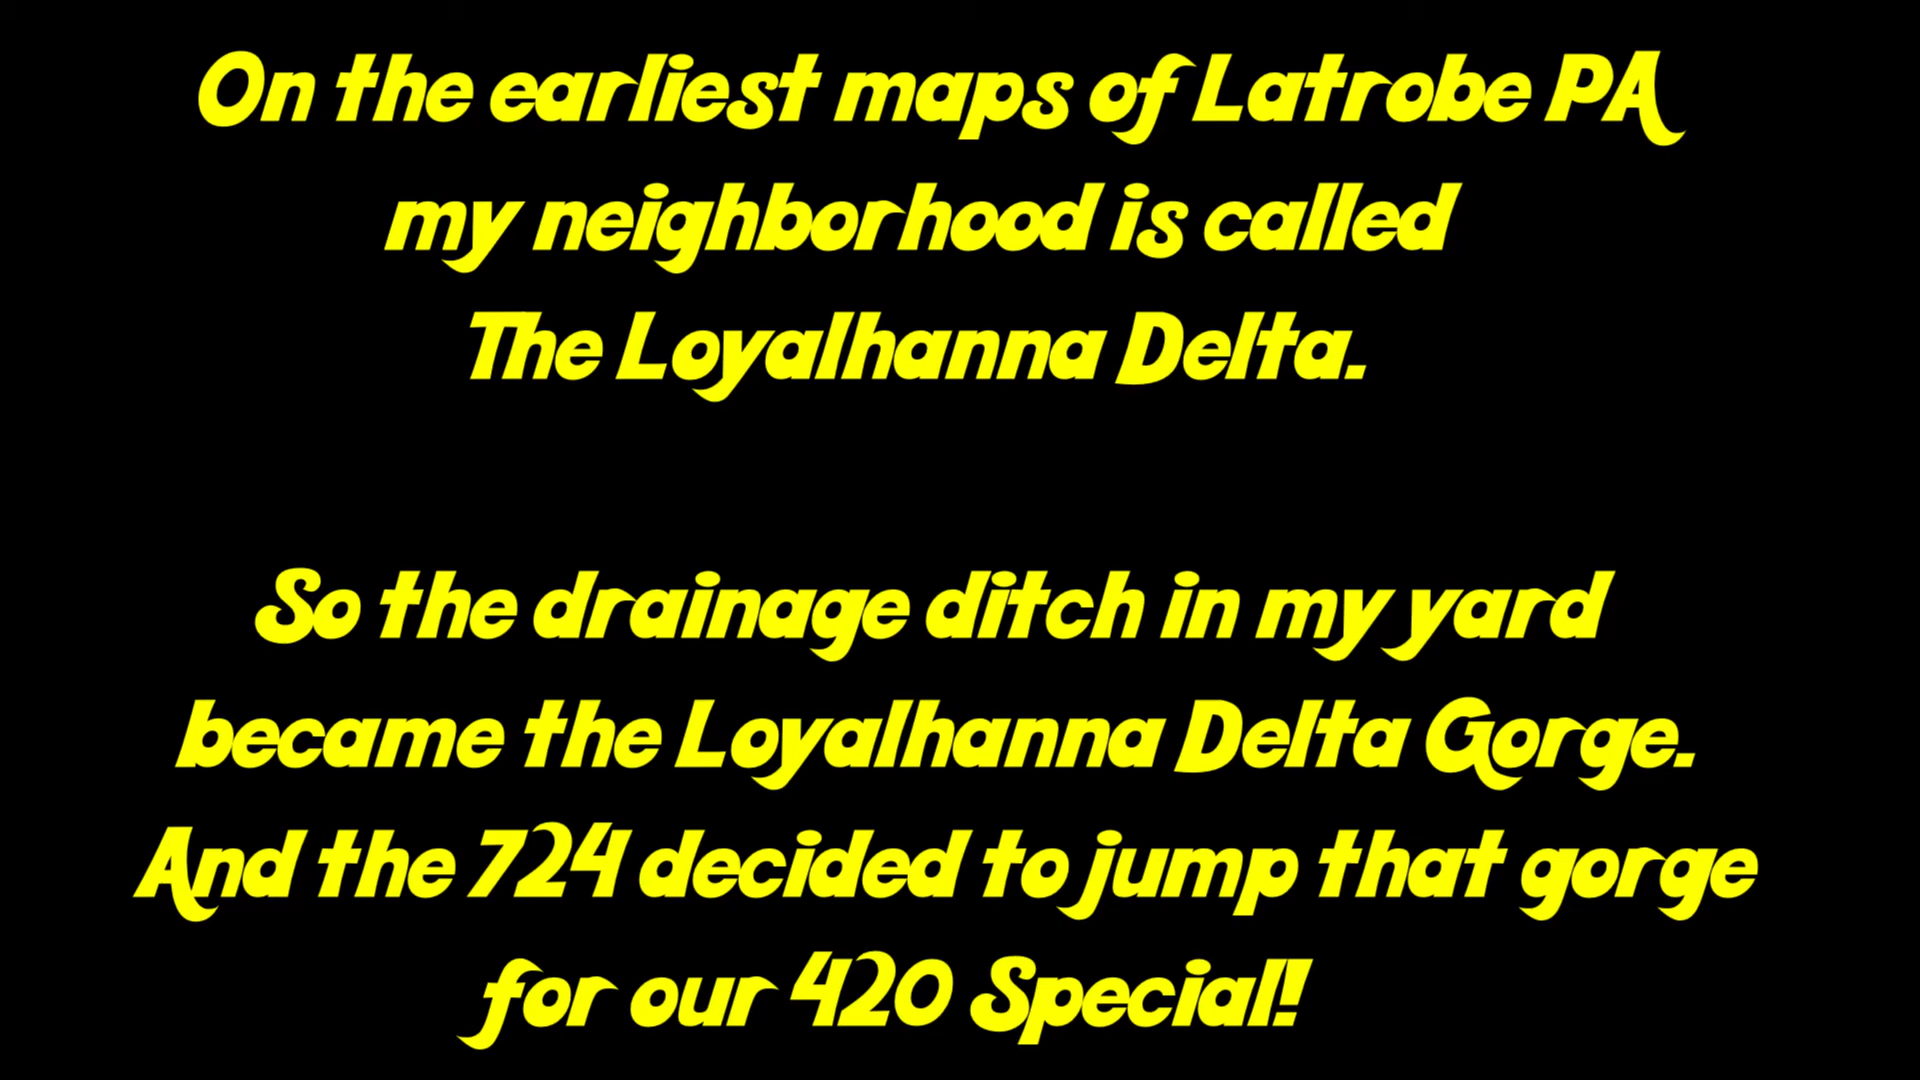 On the earliest maps of Latrobe PA
my neighborhood is called
The Loyalhanna Delta.
So the drainage ditch in my yard
became the Loyalhanna Delta Gorge.
And the 724 decided to jump that gorge
for our 420 Special!